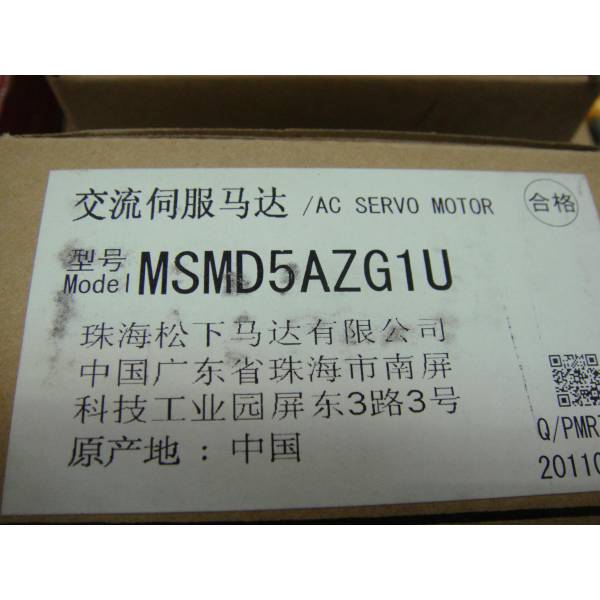 交流伺服马达 /AC SERVO MOTOR
合格
型号
Model MSMD5AZG1U
珠海松下马达有限公司
中国广东省珠海市南屏
科技工业园屏东3路3号
原产地：中国
Q/PMRZ
20110